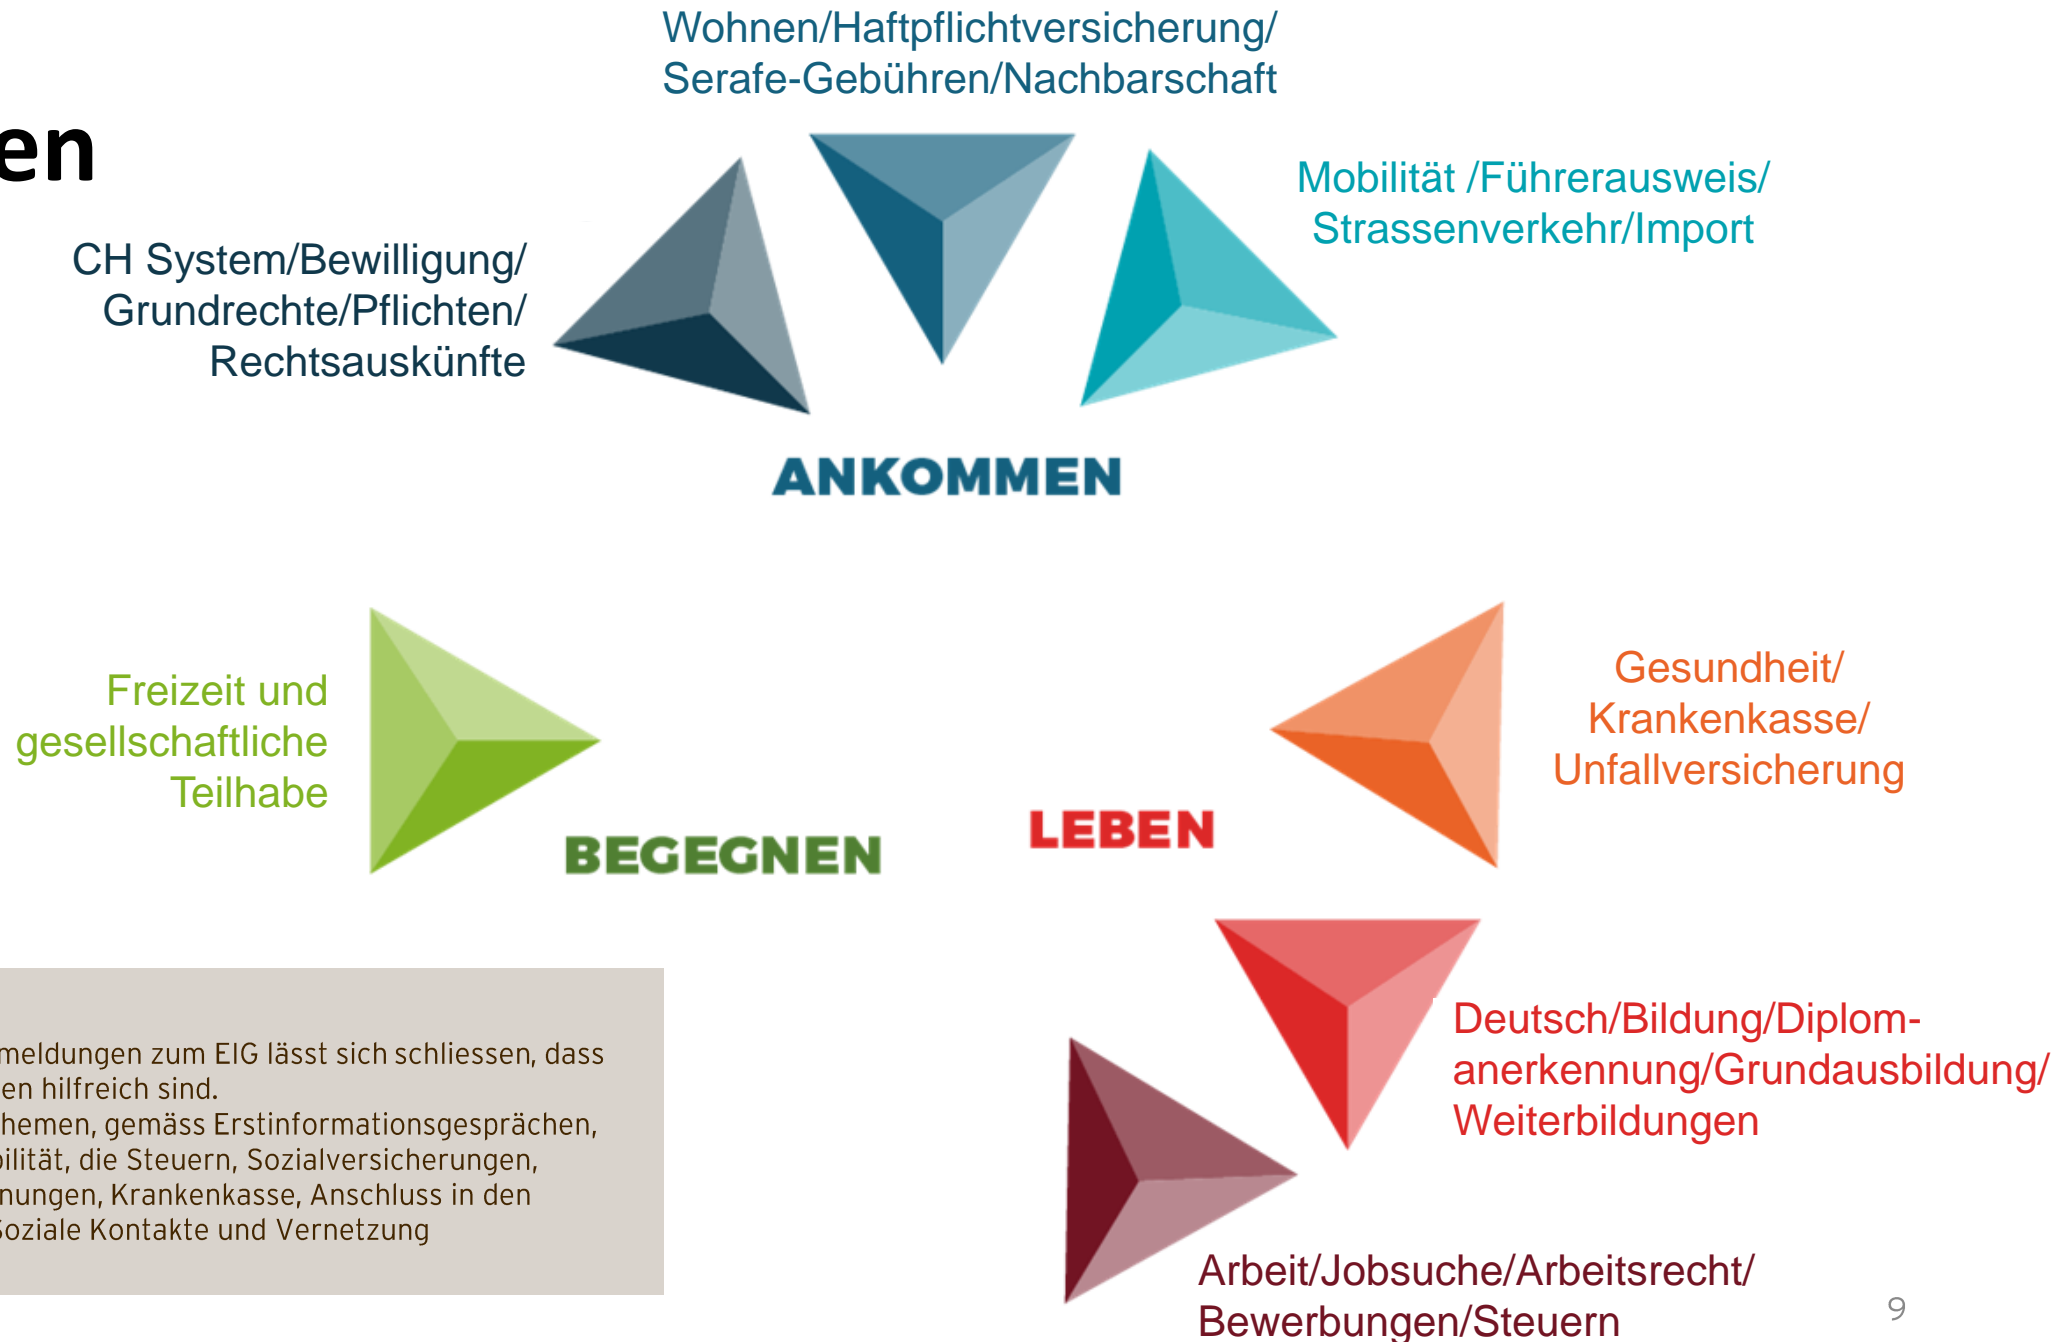 Wohnen/Haftpflichtversicherung/
Serafe-Gebühren/Nachbarschaft
en
Mobilität /Führerausweis/
Strassenverkehr/Import
CH System/Bewilligung/
Grundrechte/Pflichten/
Rechtsauskünfte
ANKOMMEN
Freizeit und
gesellschaftliche
Teilhabe
BEGEGNEN
LEBEN
Gesundheit/
Krankenkasse/
Unfallversicherung
Deutsch/Bildung/Diplom-
anerkennung/Grundausbildung/
Weiterbildungen
meldungen zum EIG lässt sich schliessen, dass
en hilfreich sind.
hemen, gemäss Erstinformationsgesprächen,
bilität, die Steuern, Sozialversicherungen,
nungen, Krankenkasse, Anschluss in den
Soziale Kontakte und Vernetzung
Arbeit/Jobsuche/Arbeitsrecht/
Bewerbungen/Steuern
9